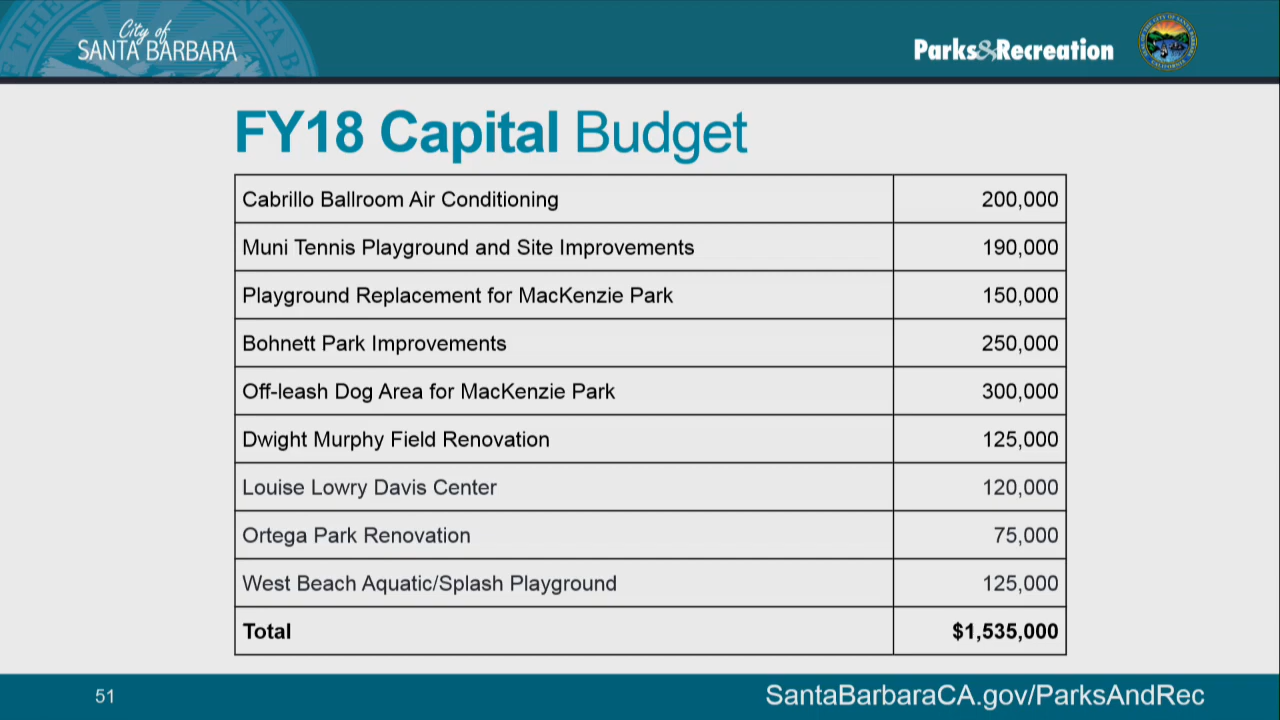 City of
SANTA BARBARA
Parks&Recreation
FY18 Capital Budget
Cabrillo Ballroom Air Conditioning 200,000
Muni Tennis Playground and Site Improvements 190,000
Playground Replacement for MacKenzie Park 150,000
Bohnett Park Improvements 250,000
Off-leash Dog Area for MacKenzie Park 300,000
Dwight Murphy Field Renovation 125,000
Louise Lowry Davis Center 120,000
Ortega Park Renovation 75,000
West Beach Aquatic/Splash Playground 125,000
Total $1,535,000
51
SantaBarbaraCA.gov/ParksAndRec